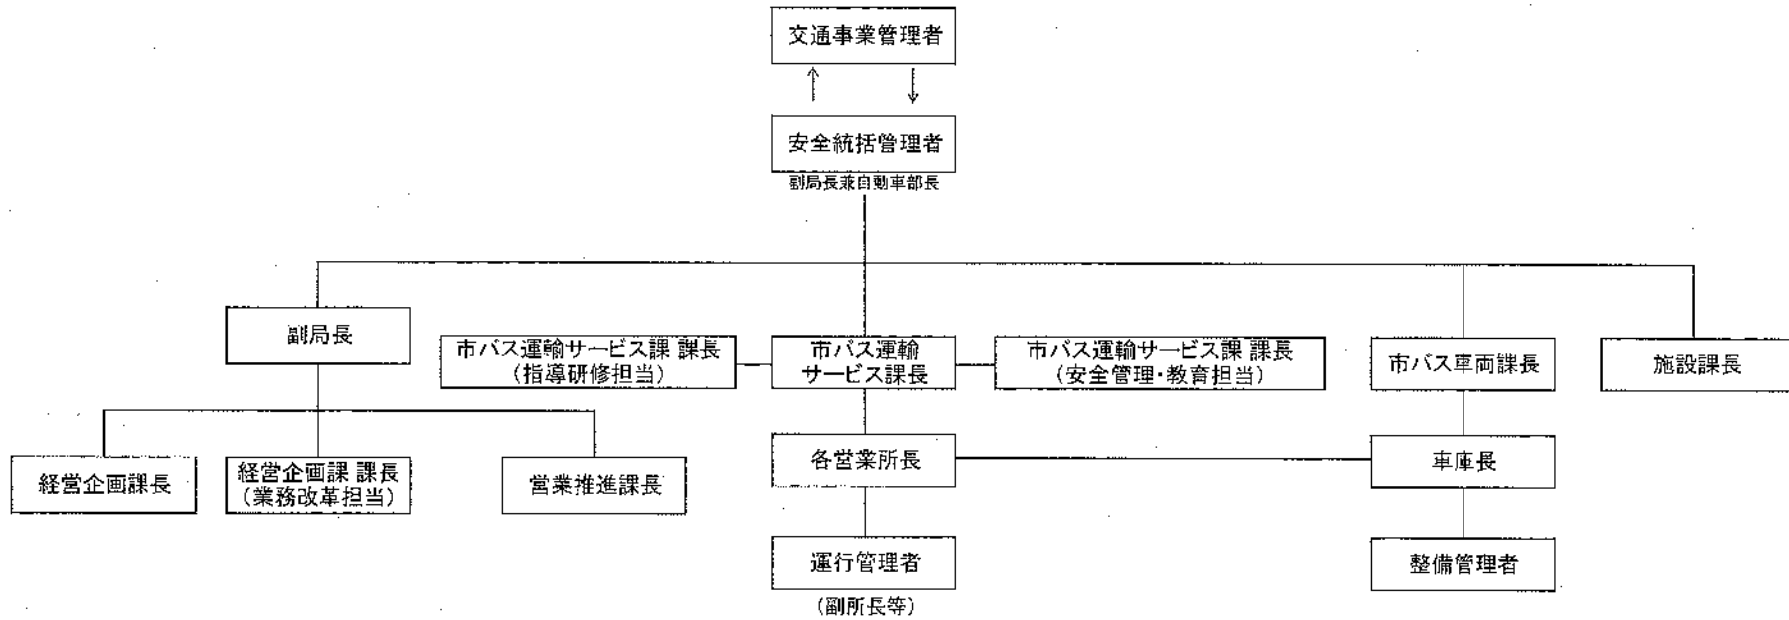 交通事業管理者
安全統括管理者
副局長兼自動車部長
副局長
市バス運輸サービス課 課長
(指導研修担当)
市バス運輸
サービス課長
市バス運輸サービス課 課長
(安全管理・教育担当)
市バス車両課長
施設課長
経営企画課長
経営企画課 課長
(業務改革担当)
営業推進課長
各営業所長
車庫長
運行管理者
(副所長等)
整備管理者